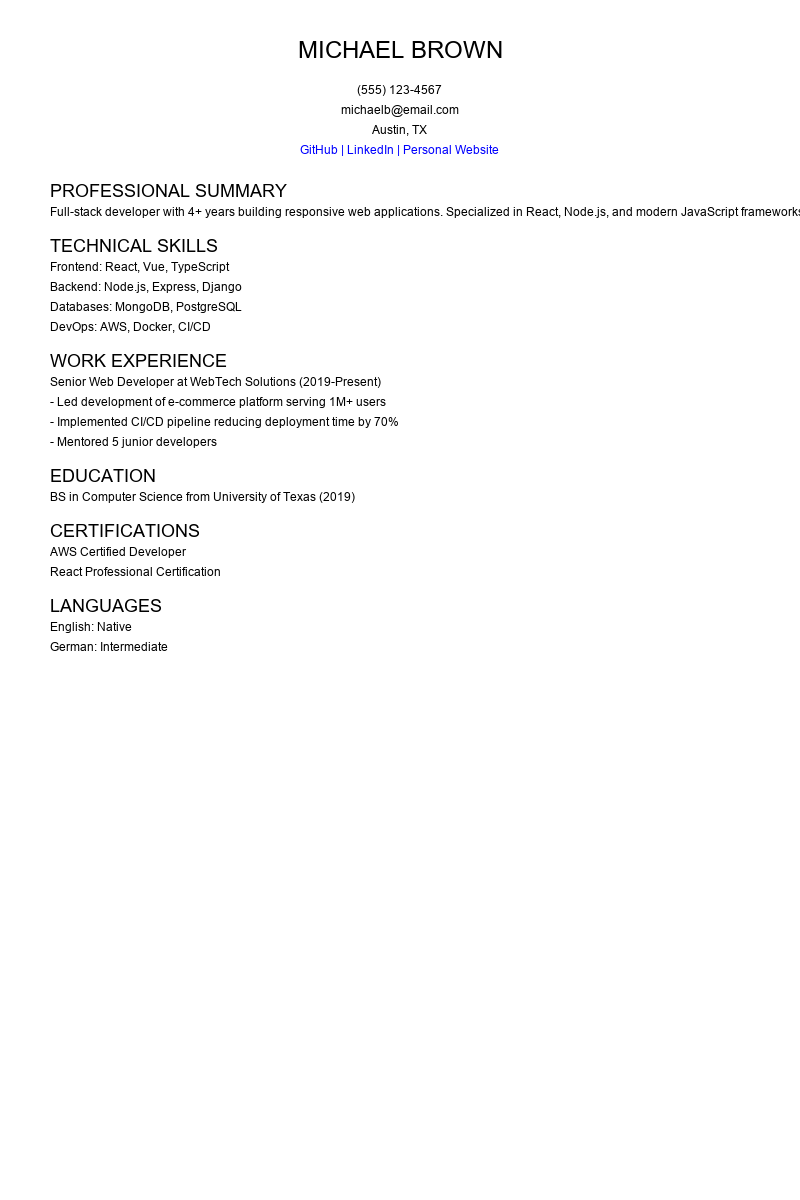 MICHAEL BROWN
(555) 123-4567
michaelb@email.com
Austin, TX
GitHub | LinkedIn | Personal Website
PROFESSIONAL SUMMARY
Full-stack developer with 4+ years building responsive web applications. Specialized in React, Node.js, and modern JavaScript frameworks
TECHNICAL SKILLS
Frontend: React, Vue, TypeScript
Backend: Node.js, Express, Django
Databases: MongoDB, PostgreSQL
DevOps: AWS, Docker, CI/CD
WORK EXPERIENCE
Senior Web Developer at WebTech Solutions (2019-Present)
- Led development of e-commerce platform serving 1M+ users
- Implemented CI/CD pipeline reducing deployment time by 70%
- Mentored 5 junior developers
EDUCATION
BS in Computer Science from University of Texas (2019)
CERTIFICATIONS
AWS Certified Developer
React Professional Certification
LANGUAGES
English: Native
German: Intermediate